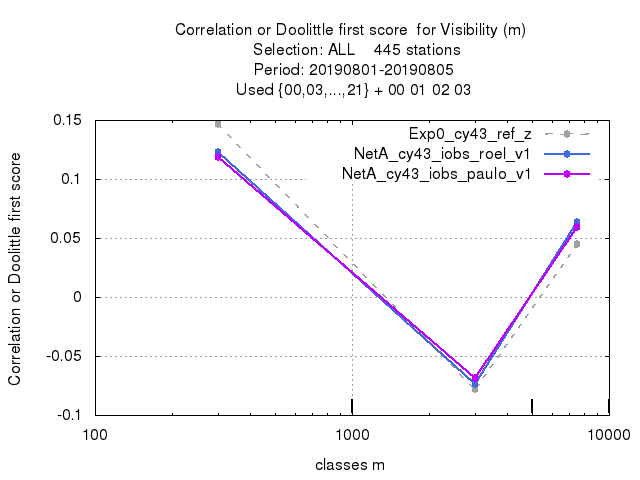 Correlation or Doolittle first score  for Visibility (m)
Selection: ALL    445 stations
Period: 20190801-20190805
Used {00,03,...,21} + 00 01 02 03
Correlation or Doolittle first score
0.15
0.1
0.05
0
-0.05
-0.1
Exp0_cy43_ref_z
NetA_cy43_iobs_roel_v1
NetA_cy43_iobs_paulo_v1
100 1000 10000
classes m